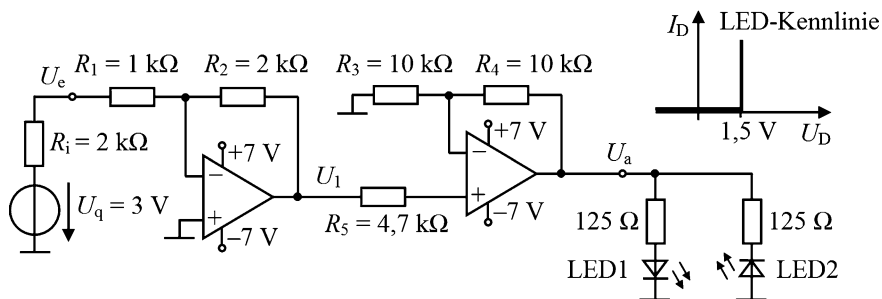 LED-Kennlinie
I_D
1,5 V
U_D
U_e
R_1 = 1 kΩ
R_2 = 2 kΩ
R_3 = 10 kΩ
R_4 = 10 kΩ
R_i = 2 kΩ
+7 V
−
+
−7 V
U_q = 3 V
U_1
R_5 = 4,7 kΩ
+7 V
−
+
−7 V
U_a
125 Ω
125 Ω
LED1
LED2